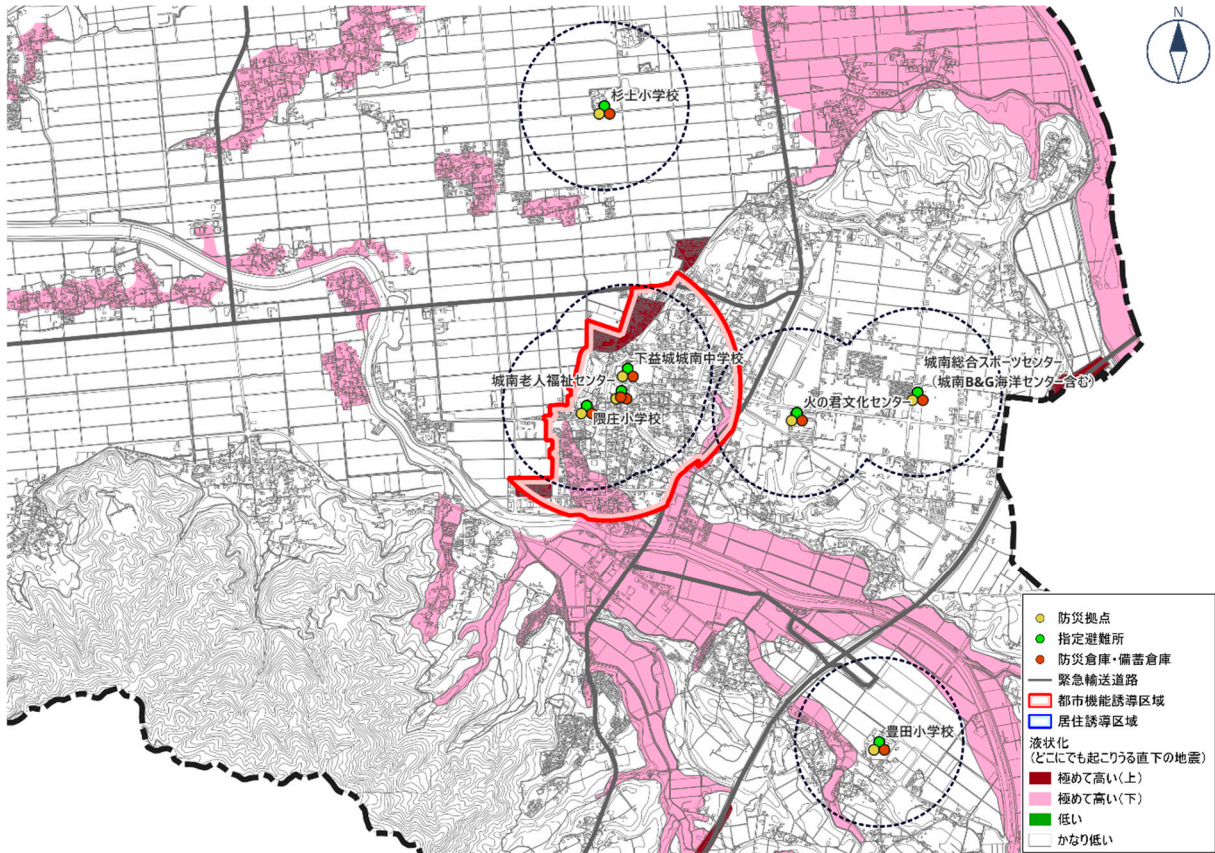 N
杉上小学校
下益城城南中学校
城南老人福祉センター
隈庄小学校
城南総合スポーツセンター
(城南B&G海洋センター含む)
火の君文化センター
豊田小学校
防災拠点
指定避難所
防災倉庫・備蓄倉庫
緊急輸送道路
都市機能誘導区域
居住誘導区域
液状化
(どこにでも起こりうる直下の地震)
極めて高い(上)
極めて高い(下)
低い
かなり低い